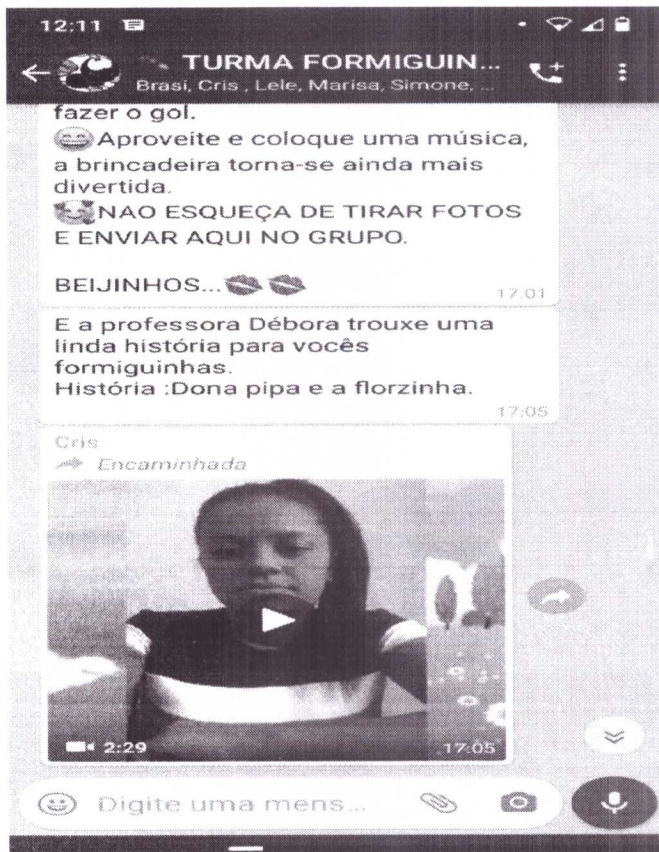 12:11
TURMA FORMIGUIN...
Brasi, Cris , Lele, Marisa, Simone, ...
fazer o gol.
😄Aproveite e coloque uma música,
a brincadeira torna-se ainda mais
divertida.
🥰NAO ESQUEÇA DE TIRAR FOTOS
E ENVIAR AQUI NO GRUPO.
BEIJINHOS...💋💋
17:01
E a professora Débora trouxe uma
linda história para vocês
formiguinhas.
História :Dona pipa e a florzinha.
17:05
Cris
Encaminhada
2:29
17:05
Digite uma mens...